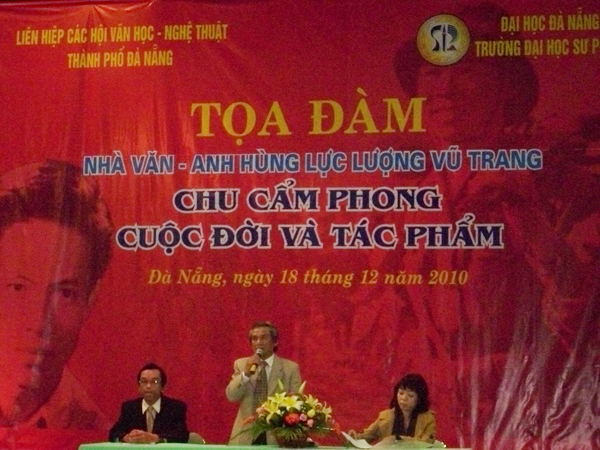 LIÊN HIỆP CÁC HỘI VĂN HỌC - NGHỆ THUẬT
THÀNH PHỐ ĐÀ NẴNG
ĐẠI HỌC ĐÀ NẴNG
TRƯỜNG ĐẠI HỌC SƯ P
TỌA ĐÀM
NHÀ VĂN - ANH HÙNG LỰC LƯỢNG VŨ TRANG
CHU CẨM PHONG
CUỘC ĐỜI VÀ TÁC PHẨM
Đà Nẵng, ngày 18 tháng 12 năm 2010